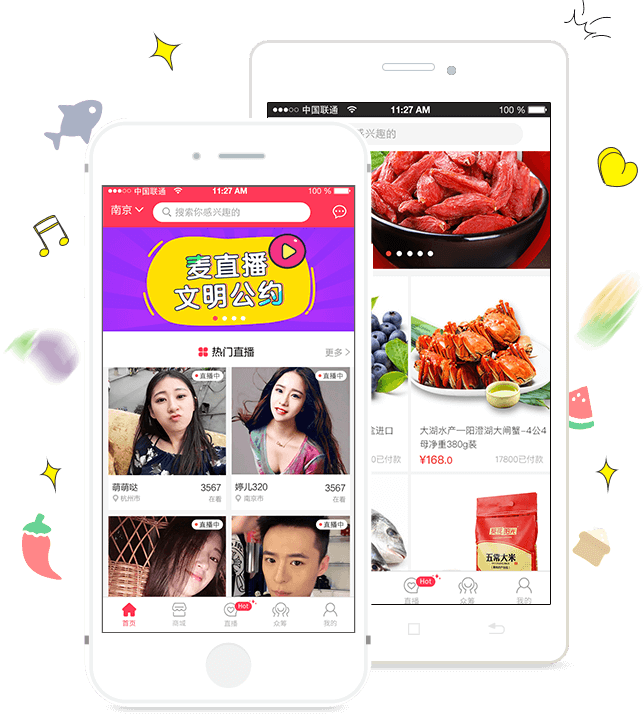 中国联通
11:27 AM
100 %
感兴趣的
中国联通
11:27 AM
100 %
南京
搜索你感兴趣的
麦直播
文明公约
热门直播
更多
直播中
直播中
萌萌哒
3567
杭州市
在看
婷儿320
3567
南京市
在看
直播中
直播中
首页
商城
直播
Hot
众筹
我的
进口
已付款
大湖水产—阳澄湖大闸蟹-4公4
母净重380g装
¥168.0
17800已付款
五常大米
直播
Hot
众筹
我的